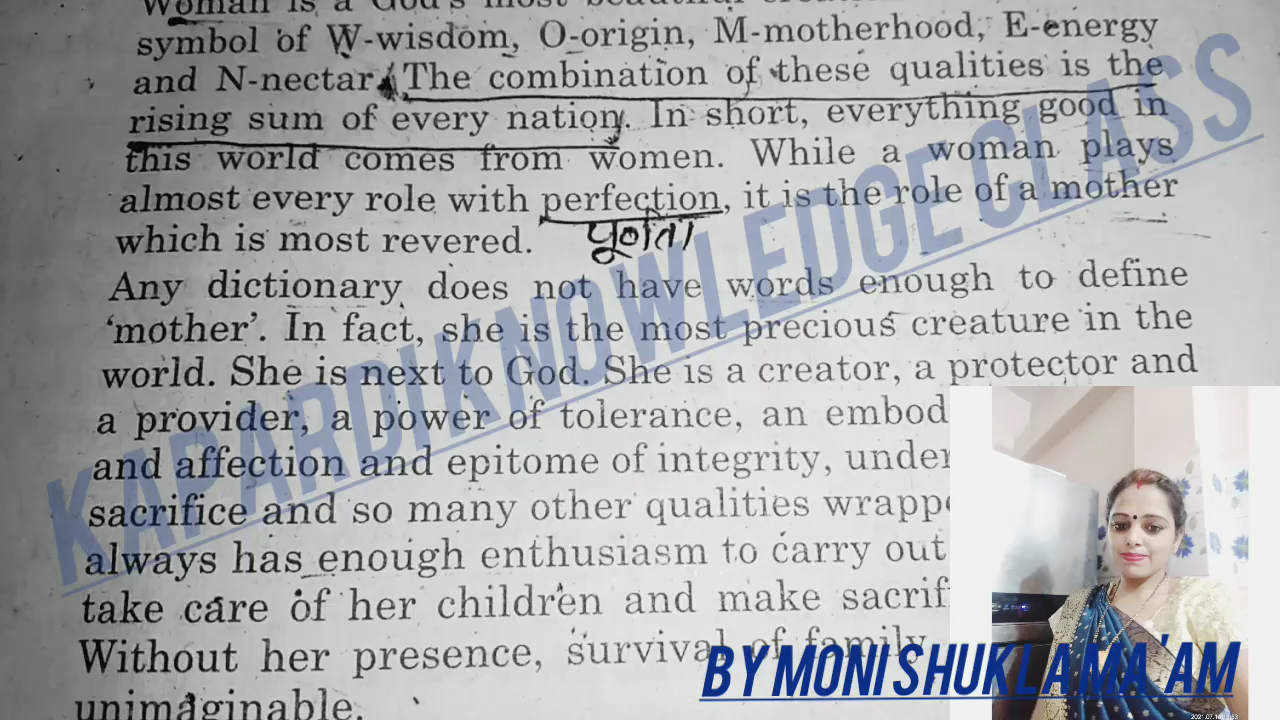 Woman is a God's most beautiful
symbol of W-wisdom, O-origin, M-motherhood, E-energy
and N-nectar. The combination of these qualities is the
rising sum of every nation. In short, everything good in
this world comes from women. While a woman plays
almost every role with perfection, it is the role of a mother
which is most revered. पूर्णता
Any dictionary does not have words enough to define
‘mother’. In fact, she is the most precious creature in the
world. She is next to God. She is a creator, a protector and
a provider, a power of tolerance, an embod
and affection and epitome of integrity, under
sacrifice and so many other qualities wrapp
always has enough enthusiasm to carry out
take care of her children and make sacrif
Without her presence, survival of family
unimaginable.
KAPARDI KNOWLEDGE CLASS
BY MONI SHUKLA MA'AM